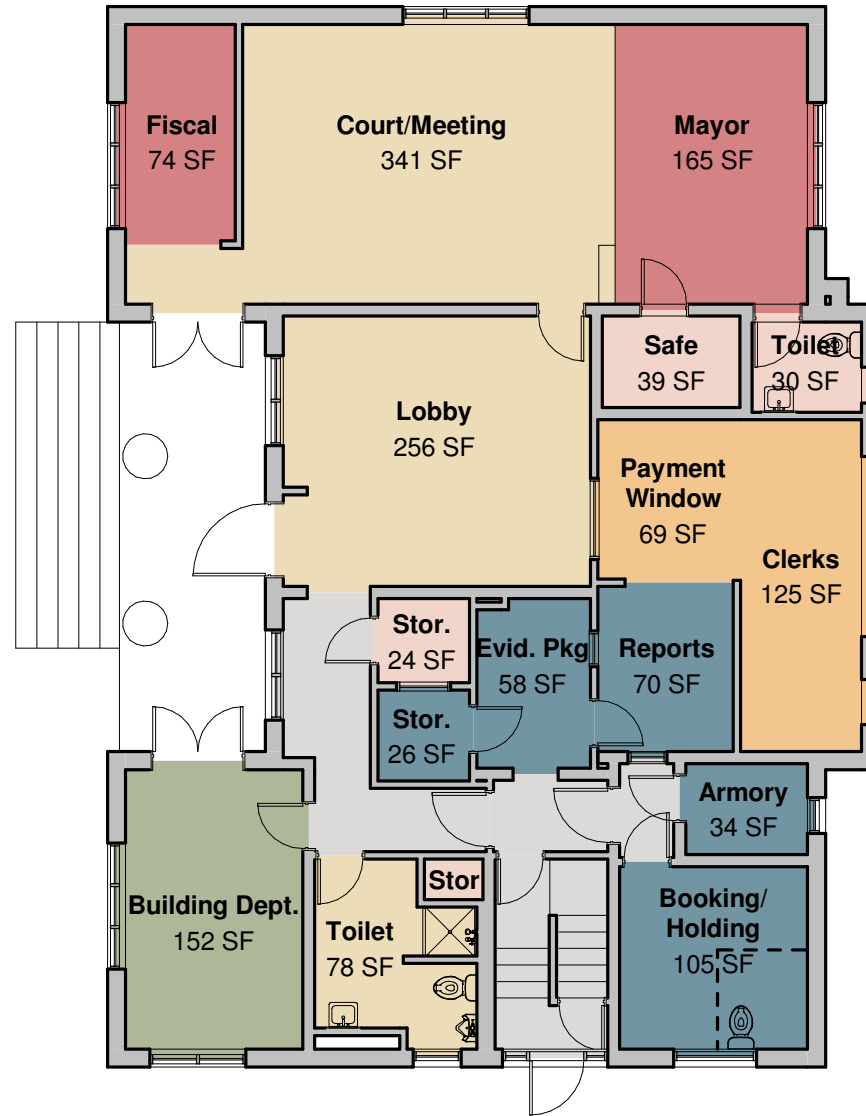 Fiscal
74 SF
Court/Meeting
341 SF
Mayor
165 SF
Safe
39 SF
Toilet
30 SF
Lobby
256 SF
Payment
Window
69 SF
Clerks
125 SF
Stor.
24 SF
Evid. Pkg
58 SF
Reports
70 SF
Stor.
26 SF
Armory
34 SF
Building Dept.
152 SF
Stor
Toilet
78 SF
Booking/
Holding
105 SF